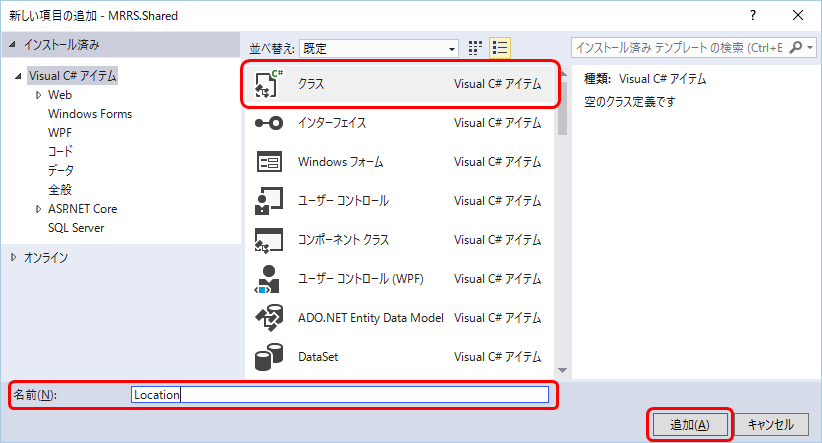 新しい項目の追加 - MRRS.Shared
? ×
インストール済み
並べ替え: 既定
インストール済み テンプレート の検索 (Ctrl+E
Visual C# アイテム
Web
Windows Forms
WPF
コード
データ
全般
ASP.NET Core
SQL Server
オンライン
C#
クラス Visual C# アイテム
インターフェイス Visual C# アイテム
Windows フォーム Visual C# アイテム
ユーザー コントロール Visual C# アイテム
コンポーネント クラス Visual C# アイテム
ユーザー コントロール (WPF) Visual C# アイテム
ADO.NET Entity Data Model Visual C# アイテム
DataSet Visual C# アイテム
種類: Visual C# アイテム
空のクラス定義です
名前(N): Location
追加(A) キャンセル